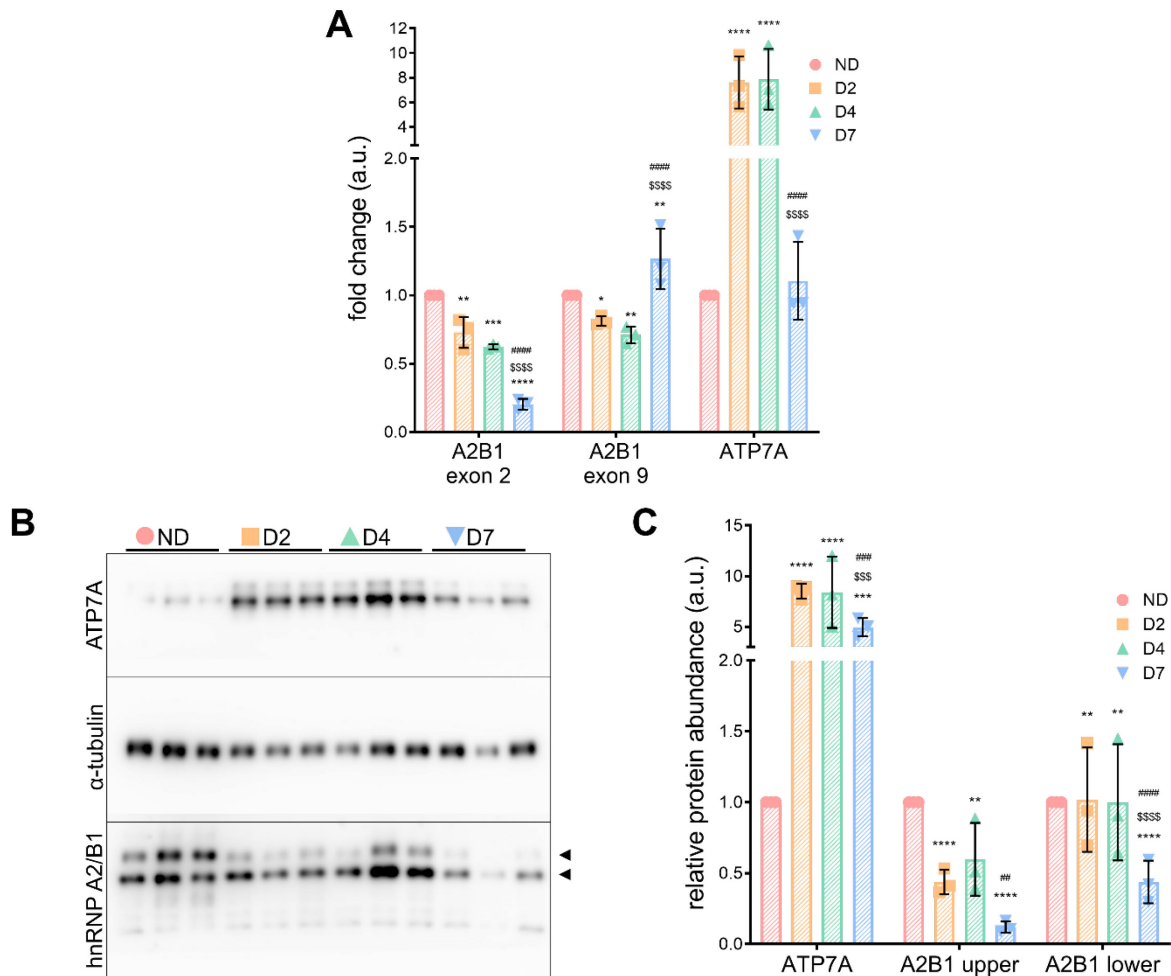 A
fold change (a.u.)
12
10
8
6
4
2.0
1.5
1.0
0.5
0.0
**
***
####
$$$$
****
*
**
####
$$$$
**
****
****
####
$$$$
ND
D2
D4
D7
A2B1
exon 2
A2B1
exon 9
ATP7A
B
ND D2 D4 D7
ATP7A
α-tubulin
hnRNP A2/B1
C
relative protein abundance (a.u.)
15
10
5
2.0
1.5
1.0
0.5
0.0
****
****
###
$$$
***
****
**
##
****
**
**
####
$$$$
****
ND
D2
D4
D7
ATP7A A2B1 upper A2B1 lower